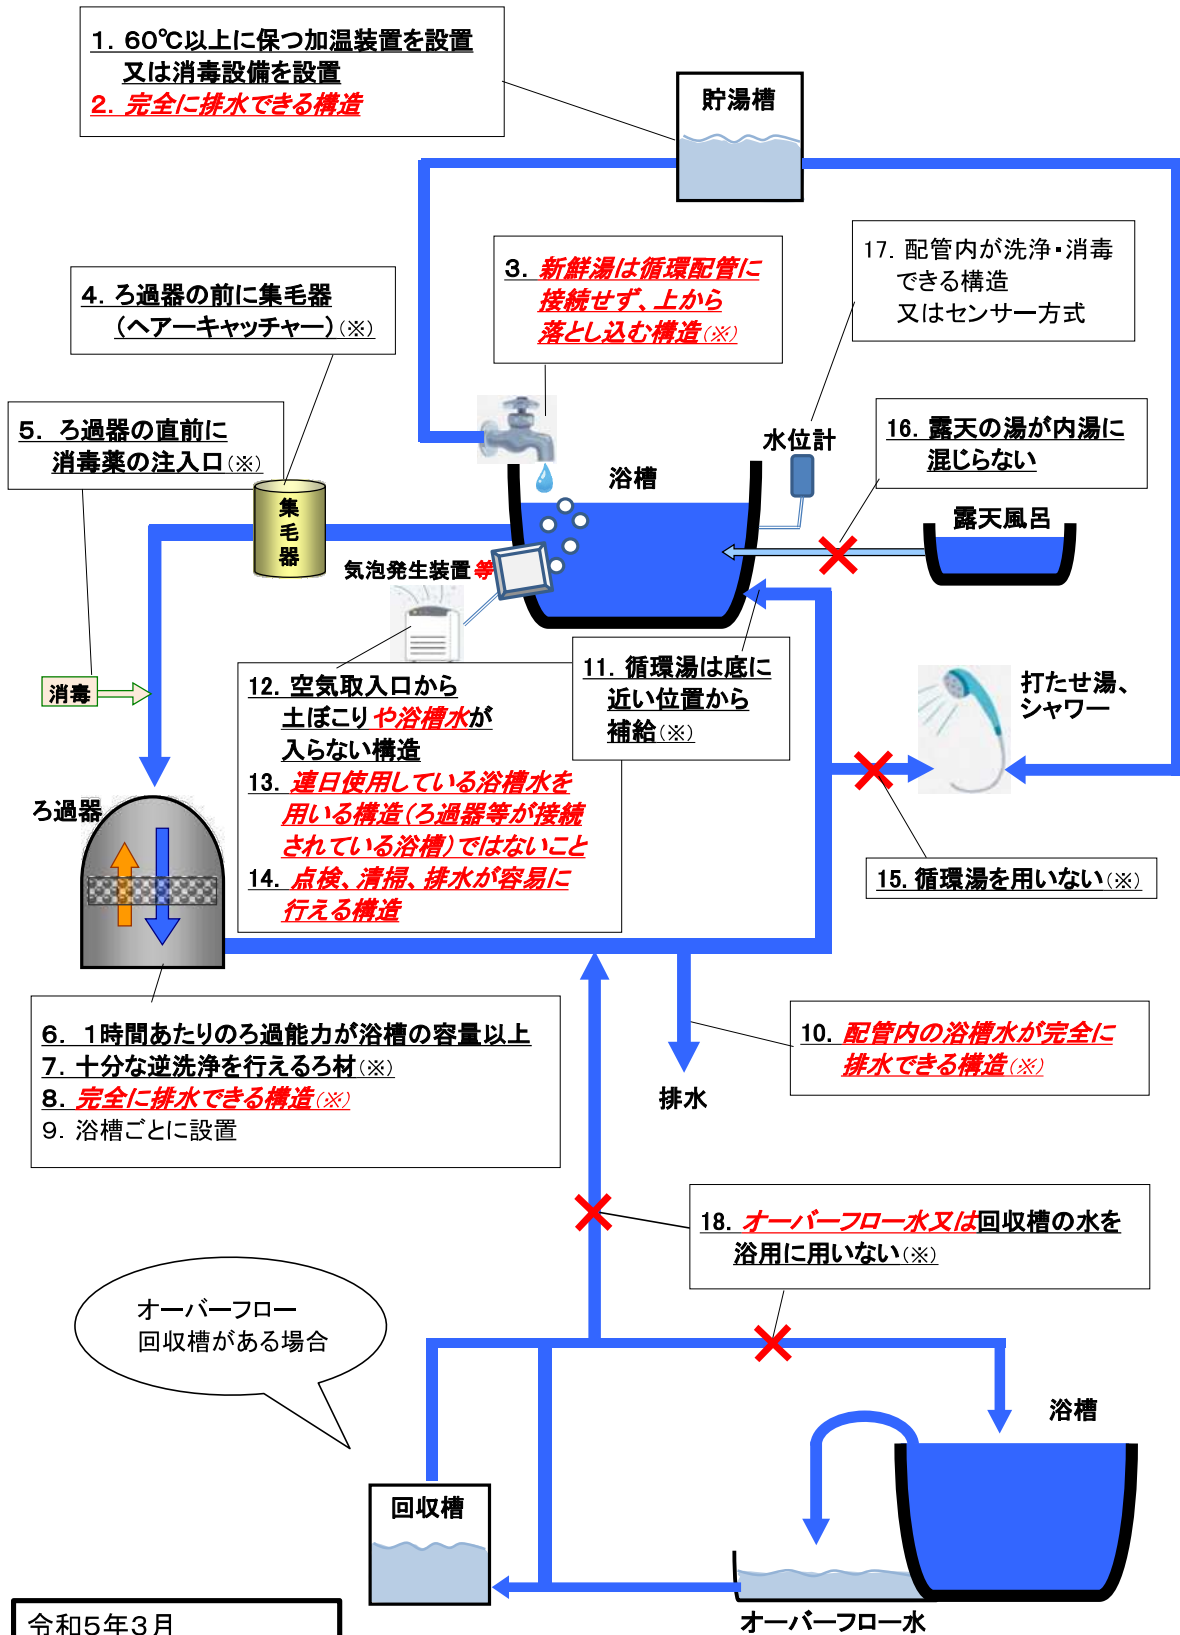 1. 60℃以上に保つ加温装置を設置
又は消毒設備を設置
2. 完全に排水できる構造
貯湯槽
3. 新鮮湯は循環配管に
接続せず、上から
落とし込む構造(※)
17. 配管内が洗浄・消毒
できる構造
又はセンサー方式
4. ろ過器の前に集毛器
(ヘアーキャッチャー)(※)
5. ろ過器の直前に
消毒薬の注入口(※)
水位計
16. 露天の湯が内湯に
混じらない
浴槽
集毛器
露天風呂
気泡発生装置等
消毒
12. 空気取入口から
土ぼこりや浴槽水が
入らない構造
13. 連日使用している浴槽水を
用いる構造(ろ過器等が接続
されている浴槽)ではないこと
14. 点検、清掃、排水が容易に
行える構造
11. 循環湯は底に
近い位置から
補給(※)
打たせ湯、
シャワー
ろ過器
15. 循環湯を用いない(※)
6. 1時間あたりのろ過能力が浴槽の容量以上
7. 十分な逆洗浄を行えるろ材(※)
8. 完全に排水できる構造(※)
9. 浴槽ごとに設置
10. 配管内の浴槽水が完全に
排水できる構造(※)
排水
18. オーバーフロー水又は回収槽の水を
浴用に用いない(※)
オーバーフロー
回収槽がある場合
浴槽
回収槽
オーバーフロー水
令和5年3月